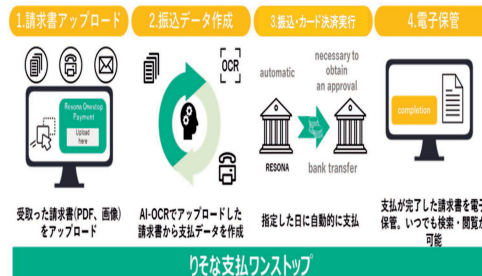 1.請求書アップロード
2.振込データ作成
3.振込・カード決済実行
4.電子保管
Resona Onestop
Payment
Upload
here
OCR
automatic
necessary to
obtain
an approval
RESONA
bank transfer
completion
受取った請求書(PDF、画像)
をアップロード
AI-OCRでアップロードした
請求書から支払データを作成
指定した日に自動的に支払
支払が完了した請求書を電子
保管。いつでも検索・閲覧が
可能
りそな支払ワンストップ